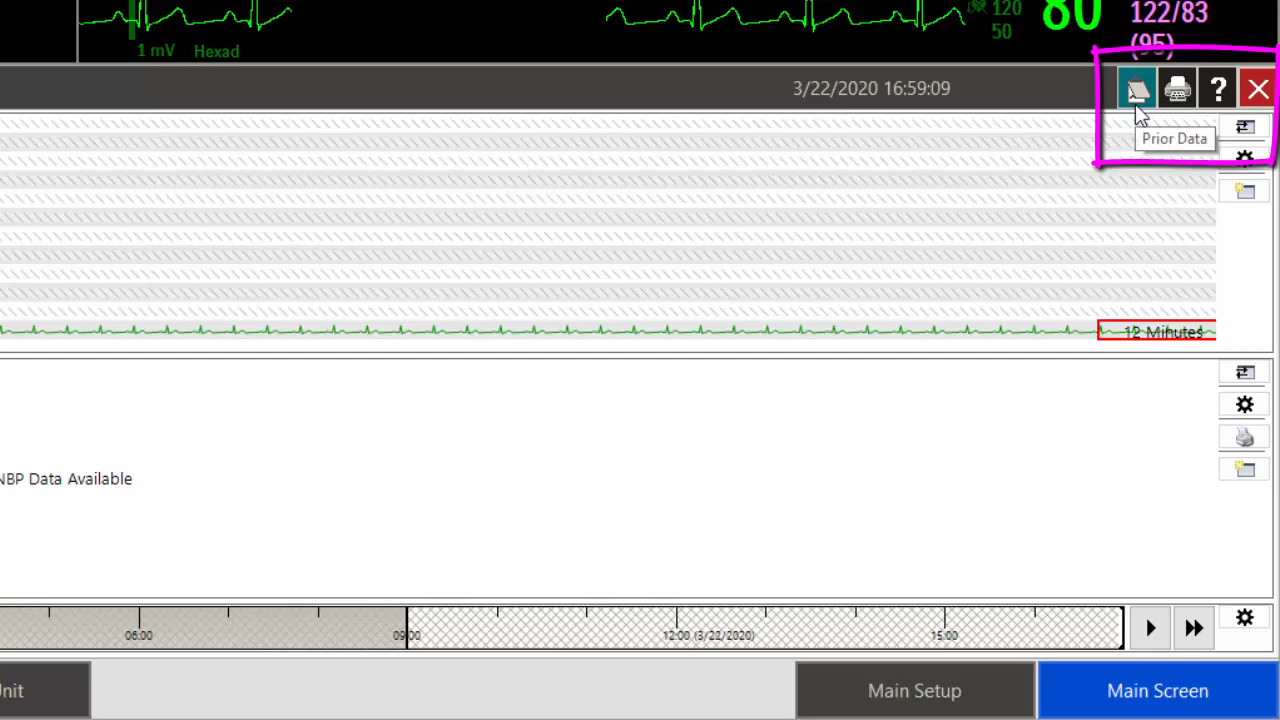 120
50
80
122/83
(95)
1 mV Hexad
3/22/2020 16:59:09
?
Prior Data
12 Minutes
NBP Data Available
06:00
09:00
12:00 (3/22/2020)
15:00
Main Setup
Main Screen